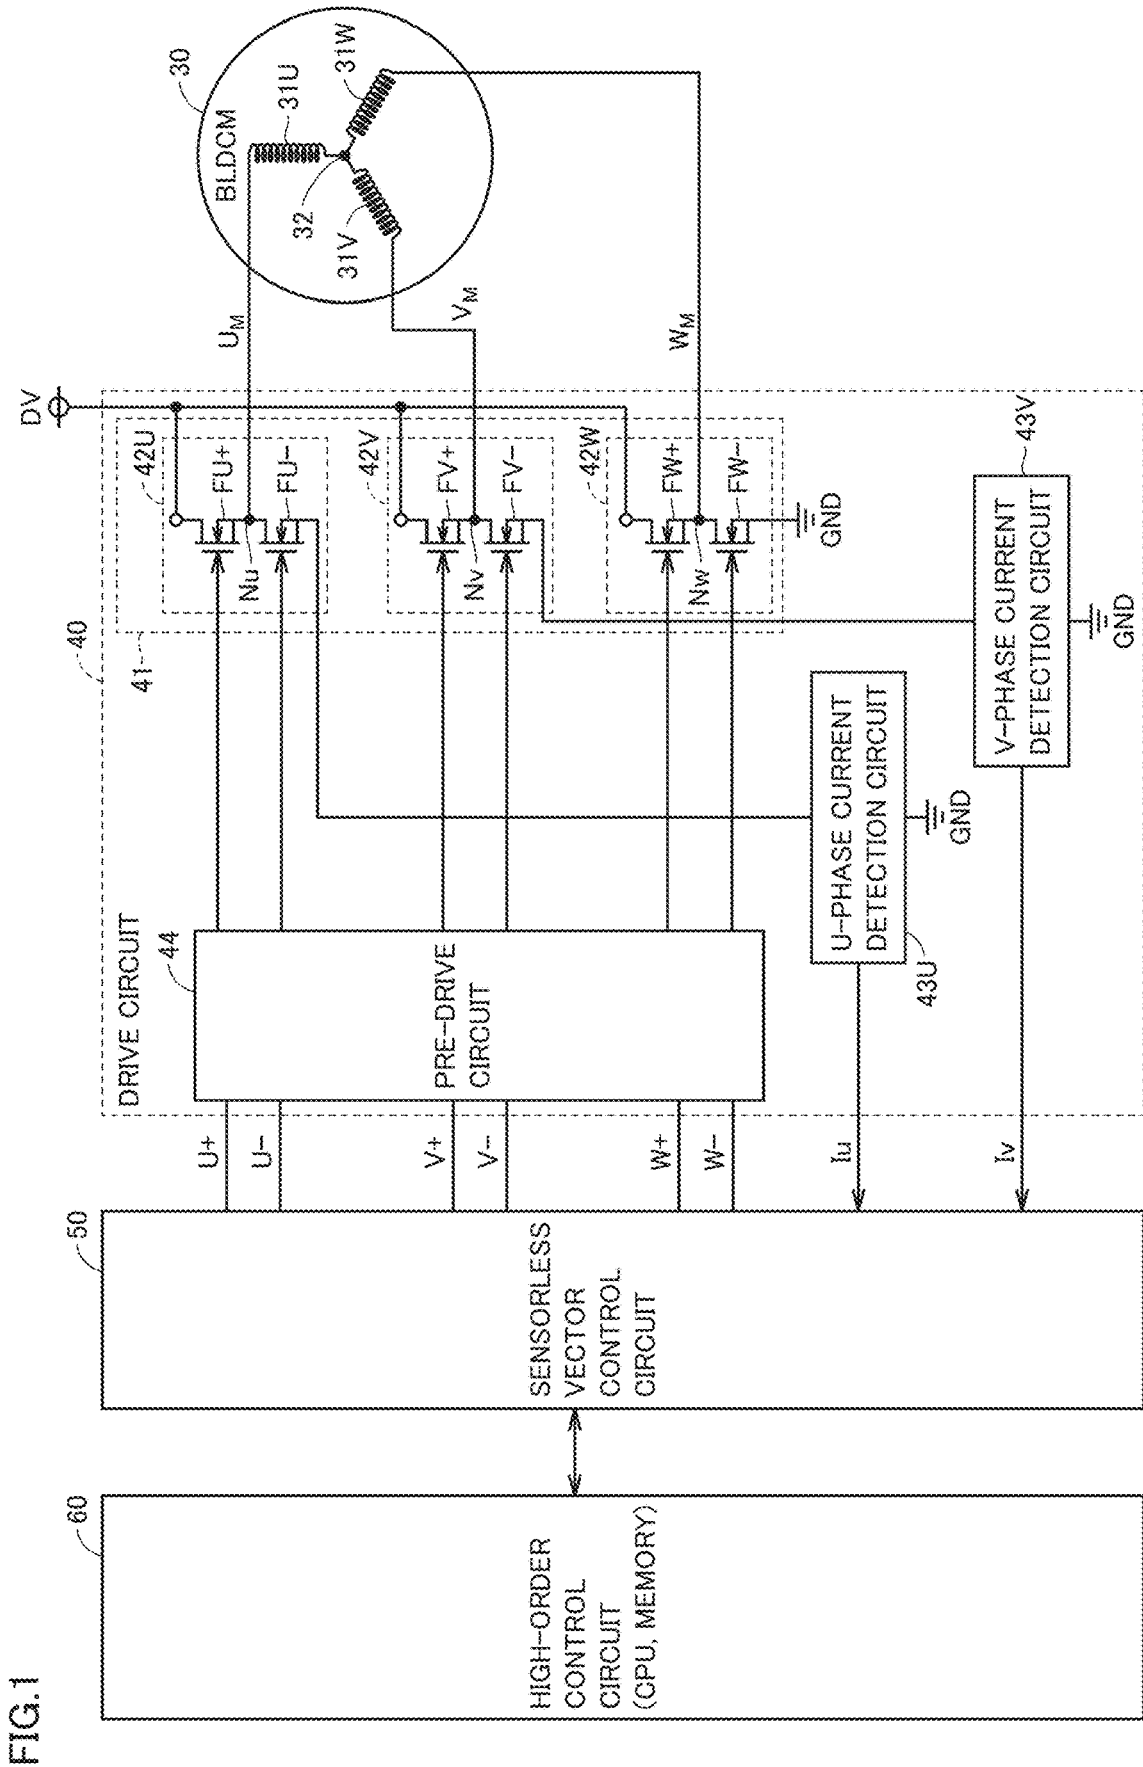 FIG.1
60
HIGH-ORDER
CONTROL
CIRCUIT
(CPU, MEMORY)
50
SENSORLESS
VECTOR
CONTROL
CIRCUIT
U+
U-
V+
V-
W+
W-
Iu
Iv
40
DRIVE CIRCUIT
44
PRE-DRIVE
CIRCUIT
43U
U-PHASE CURRENT
DETECTION CIRCUIT
GND
43V
V-PHASE CURRENT
DETECTION CIRCUIT
GND
41
DV
42U
FU+
FU-
Nu
42V
FV+
FV-
Nv
42W
FW+
FW-
Nw
GND
UM
VM
WM
30
BLDCM
31U
31W
32
31V